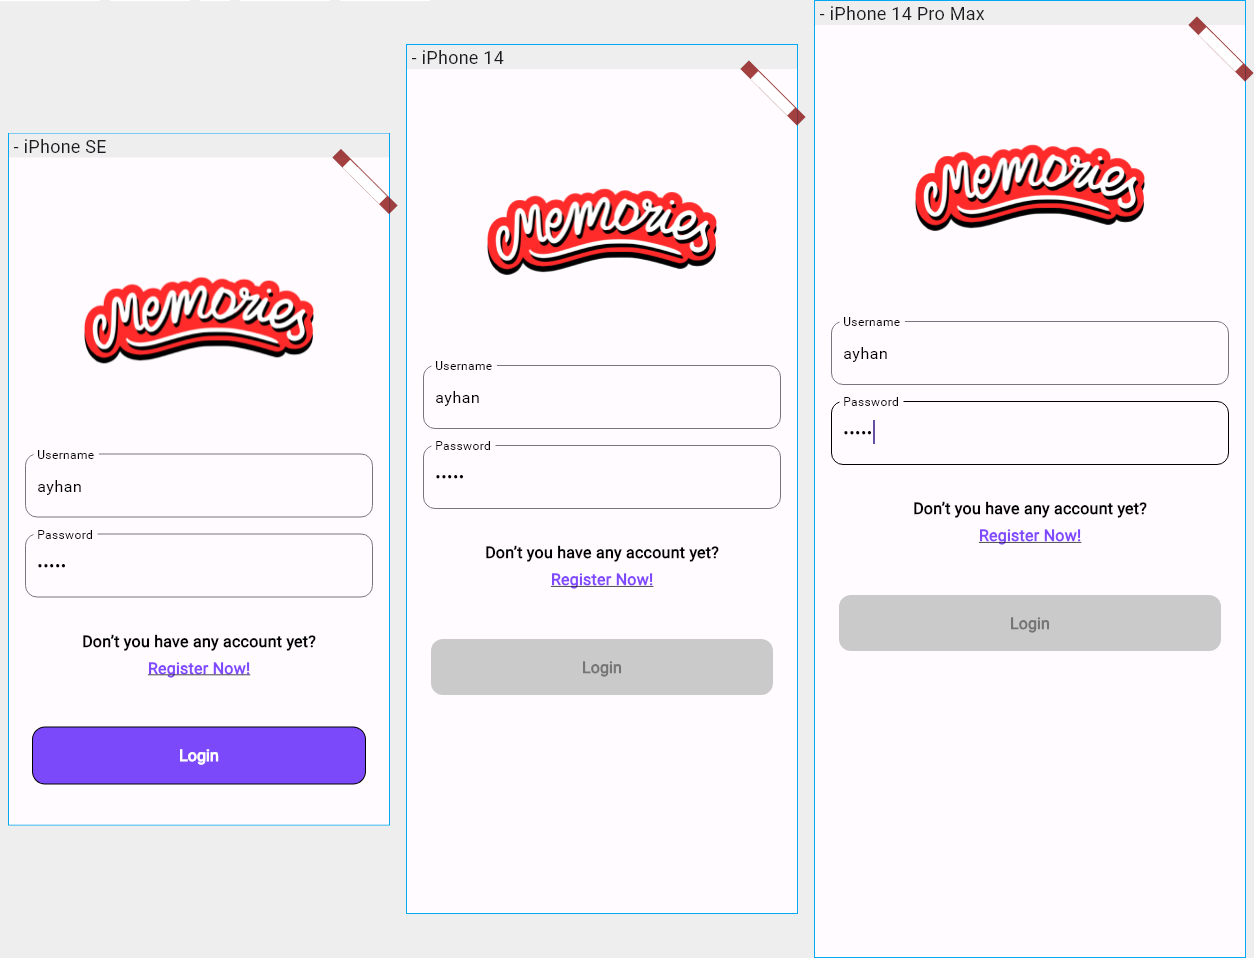 - iPhone SE
Memories
Username
ayhan
Password
•••••
Don't you have any account yet?
Register Now!
Login
- iPhone 14
Memories
Username
ayhan
Password
•••••
Don't you have any account yet?
Register Now!
Login
- iPhone 14 Pro Max
Memories
Username
ayhan
Password
•••••
Don't you have any account yet?
Register Now!
Login